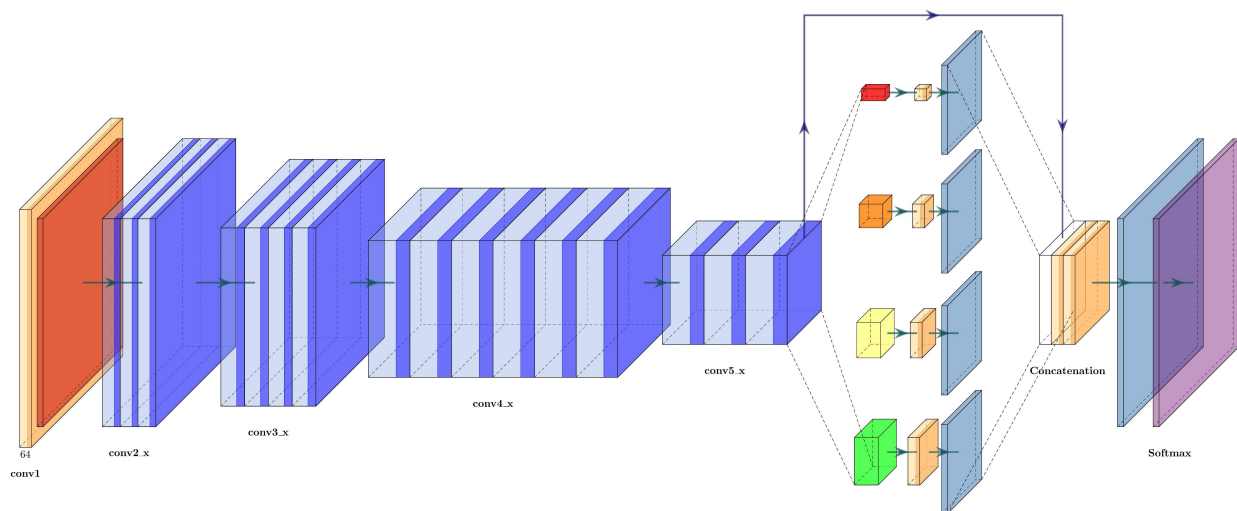 64
conv1
conv2_x
conv3_x
conv4_x
conv5_x
Concatenation
Softmax